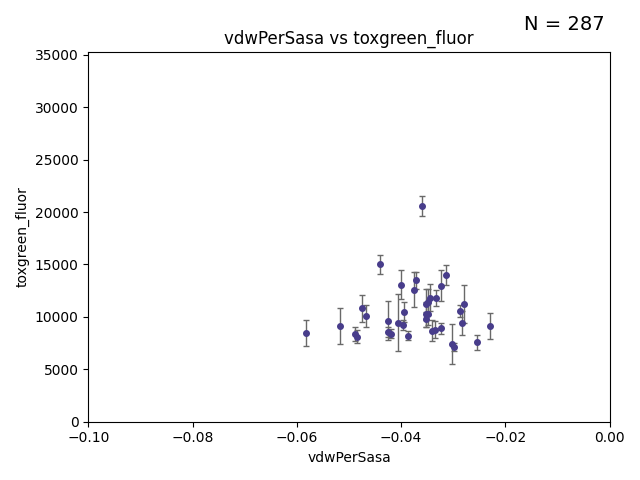 N = 287
vdwPerSasa vs toxgreen_fluor
35000
30000
25000
20000
15000
10000
5000
0
toxgreen_fluor
−0.10 −0.08 −0.06 −0.04 −0.02 0.00
vdwPerSasa